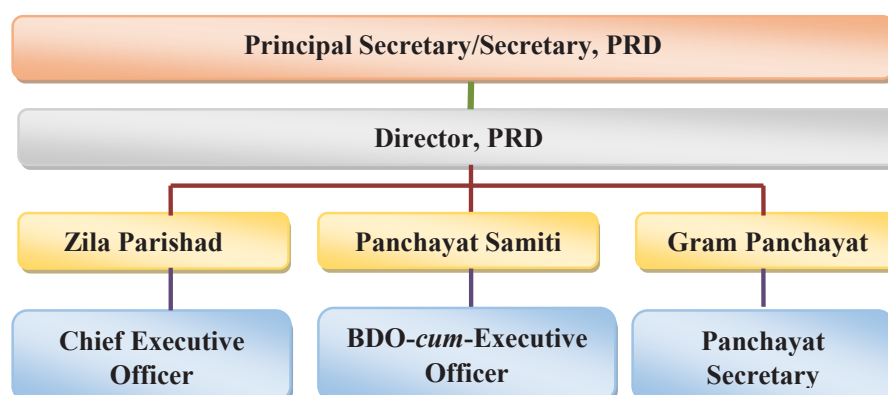 Principal Secretary/Secretary, PRD
Director, PRD
Zila Parishad
Panchayat Samiti
Gram Panchayat
Chief Executive
Officer
BDO-cum-Executive
Officer
Panchayat
Secretary